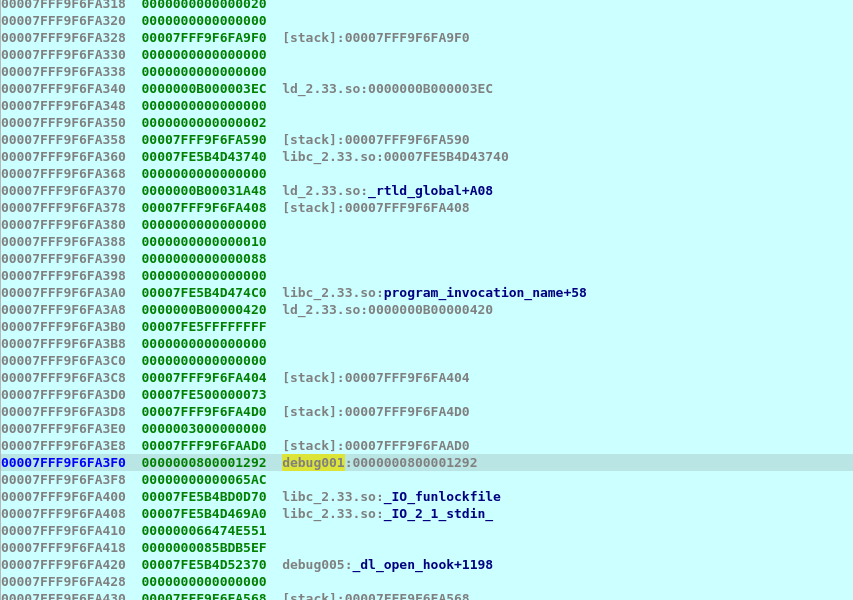 00007FFF9F6FA318 0000000000000020
00007FFF9F6FA320 0000000000000000
00007FFF9F6FA328 00007FFF9F6FA9F0 [stack]:00007FFF9F6FA9F0
00007FFF9F6FA330 0000000000000000
00007FFF9F6FA338 0000000000000000
00007FFF9F6FA340 0000000B000003EC ld_2.33.so:0000000B000003EC
00007FFF9F6FA348 0000000000000000
00007FFF9F6FA350 0000000000000002
00007FFF9F6FA358 00007FFF9F6FA590 [stack]:00007FFF9F6FA590
00007FFF9F6FA360 00007FE5B4D43740 libc_2.33.so:00007FE5B4D43740
00007FFF9F6FA368 0000000000000000
00007FFF9F6FA370 0000000B00031A48 ld_2.33.so:_rtld_global+A08
00007FFF9F6FA378 00007FFF9F6FA408 [stack]:00007FFF9F6FA408
00007FFF9F6FA380 0000000000000000
00007FFF9F6FA388 0000000000000010
00007FFF9F6FA390 0000000000000088
00007FFF9F6FA398 0000000000000000
00007FFF9F6FA3A0 00007FE5B4D474C0 libc_2.33.so:program_invocation_name+58
00007FFF9F6FA3A8 0000000B00000420 ld_2.33.so:0000000B00000420
00007FFF9F6FA3B0 00007FE5FFFFFFFF
00007FFF9F6FA3B8 0000000000000000
00007FFF9F6FA3C0 0000000000000000
00007FFF9F6FA3C8 00007FFF9F6FA404 [stack]:00007FFF9F6FA404
00007FFF9F6FA3D0 00007FE500000073
00007FFF9F6FA3D8 00007FFF9F6FA4D0 [stack]:00007FFF9F6FA4D0
00007FFF9F6FA3E0 0000003000000000
00007FFF9F6FA3E8 00007FFF9F6FAAD0 [stack]:00007FFF9F6FAAD0
00007FFF9F6FA3F0 0000000800001292 debug001:0000000800001292
00007FFF9F6FA3F8 00000000000065AC
00007FFF9F6FA400 00007FE5B4BD0D70 libc_2.33.so:_IO_funlockfile
00007FFF9F6FA408 00007FE5B4D469A0 libc_2.33.so:_IO_2_1_stdin_
00007FFF9F6FA410 000000066474E551
00007FFF9F6FA418 0000000085BDB5EF
00007FFF9F6FA420 00007FE5B4D52370 debug005:_dl_open_hook+1198
00007FFF9F6FA428 0000000000000000
00007FFF9F6FA430 00007FFF9F6FA568 [stack]:00007FFF9F6FA568